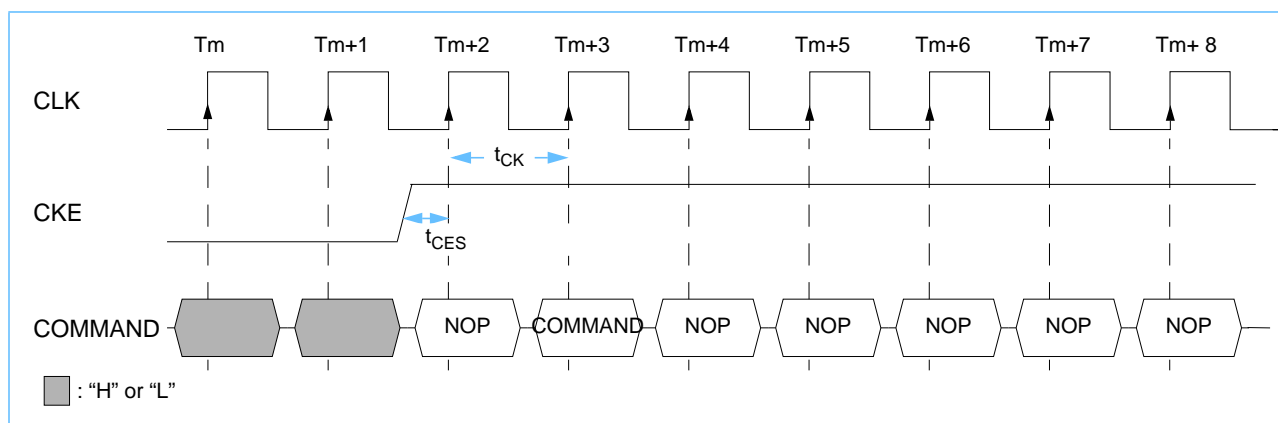 Tm Tm+1 Tm+2 Tm+3 Tm+4 Tm+5 Tm+6 Tm+7 Tm+ 8
CLK
tCK
CKE
tCES
COMMAND NOP COMMAND NOP NOP NOP NOP NOP
: “H” or “L”